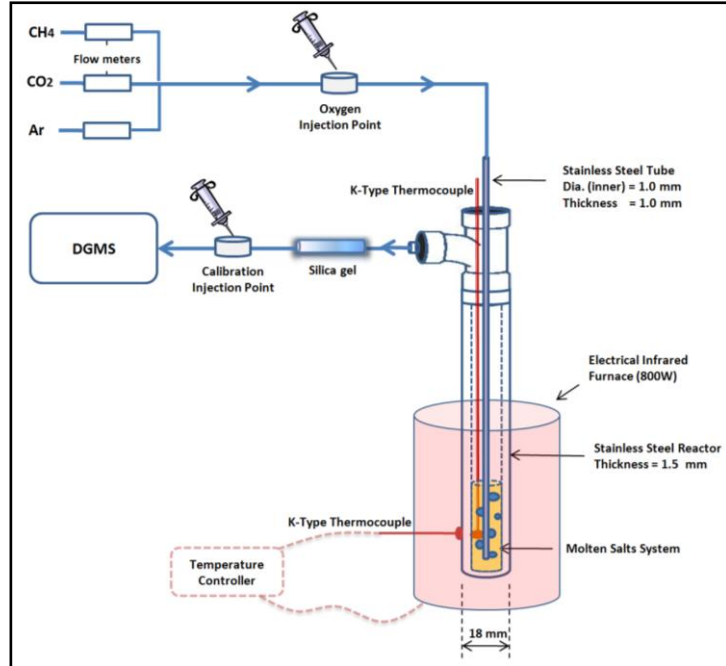 CH4
Flow meters
CO2
Ar
Oxygen
Injection Point
K-Type Thermocouple
Stainless Steel Tube
Dia. (inner) = 1.0 mm
Thickness = 1.0 mm
DGMS
Calibration
Injection Point
Silica gel
Electrical Infrared
Furnace (800W)
Stainless Steel Reactor
Thickness = 1.5 mm
K-Type Thermocouple
Temperature
Controller
Molten Salts System
18 mm